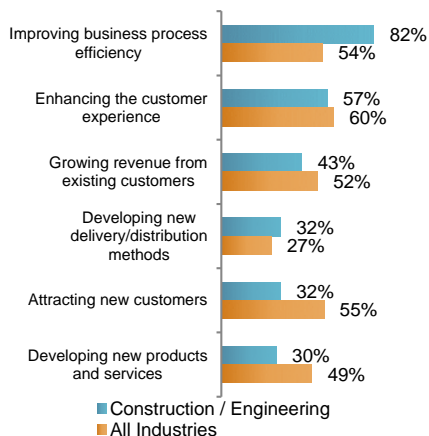 Improving business process
efficiency
82%
54%
Enhancing the customer
experience
57%
60%
Growing revenue from
existing customers
43%
52%
Developing new
delivery/distribution
methods
32%
27%
Attracting new customers
32%
55%
Developing new products
and services
30%
49%
Construction / Engineering
All Industries